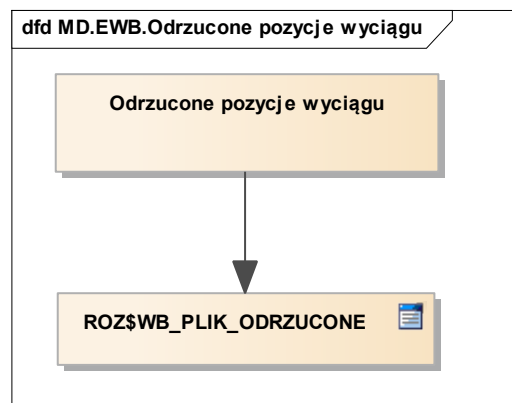 dfd MD.EWB.Odrzucone pozycje wyciągu
Odrzucone pozycje wyciągu
ROZ$WB_PLIK_ODRZUCONE